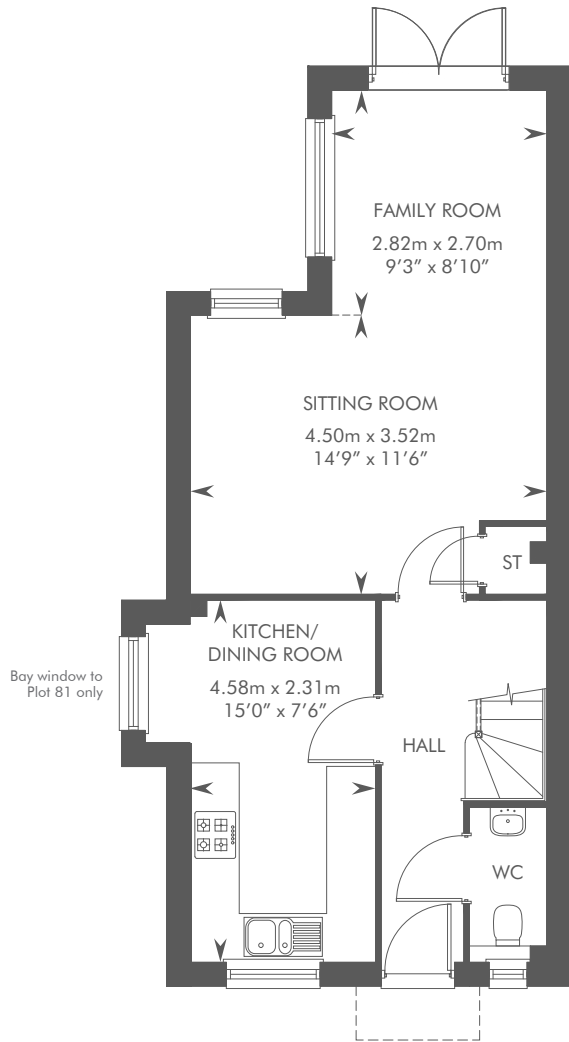 FAMILY ROOM
2.82m x 2.70m
9’3” x 8’10”
SITTING ROOM
4.50m x 3.52m
14’9” x 11’6”
ST
KITCHEN/
DINING ROOM
4.58m x 2.31m
15’0” x 7’6”
Bay window to
Plot 81 only
HALL
WC